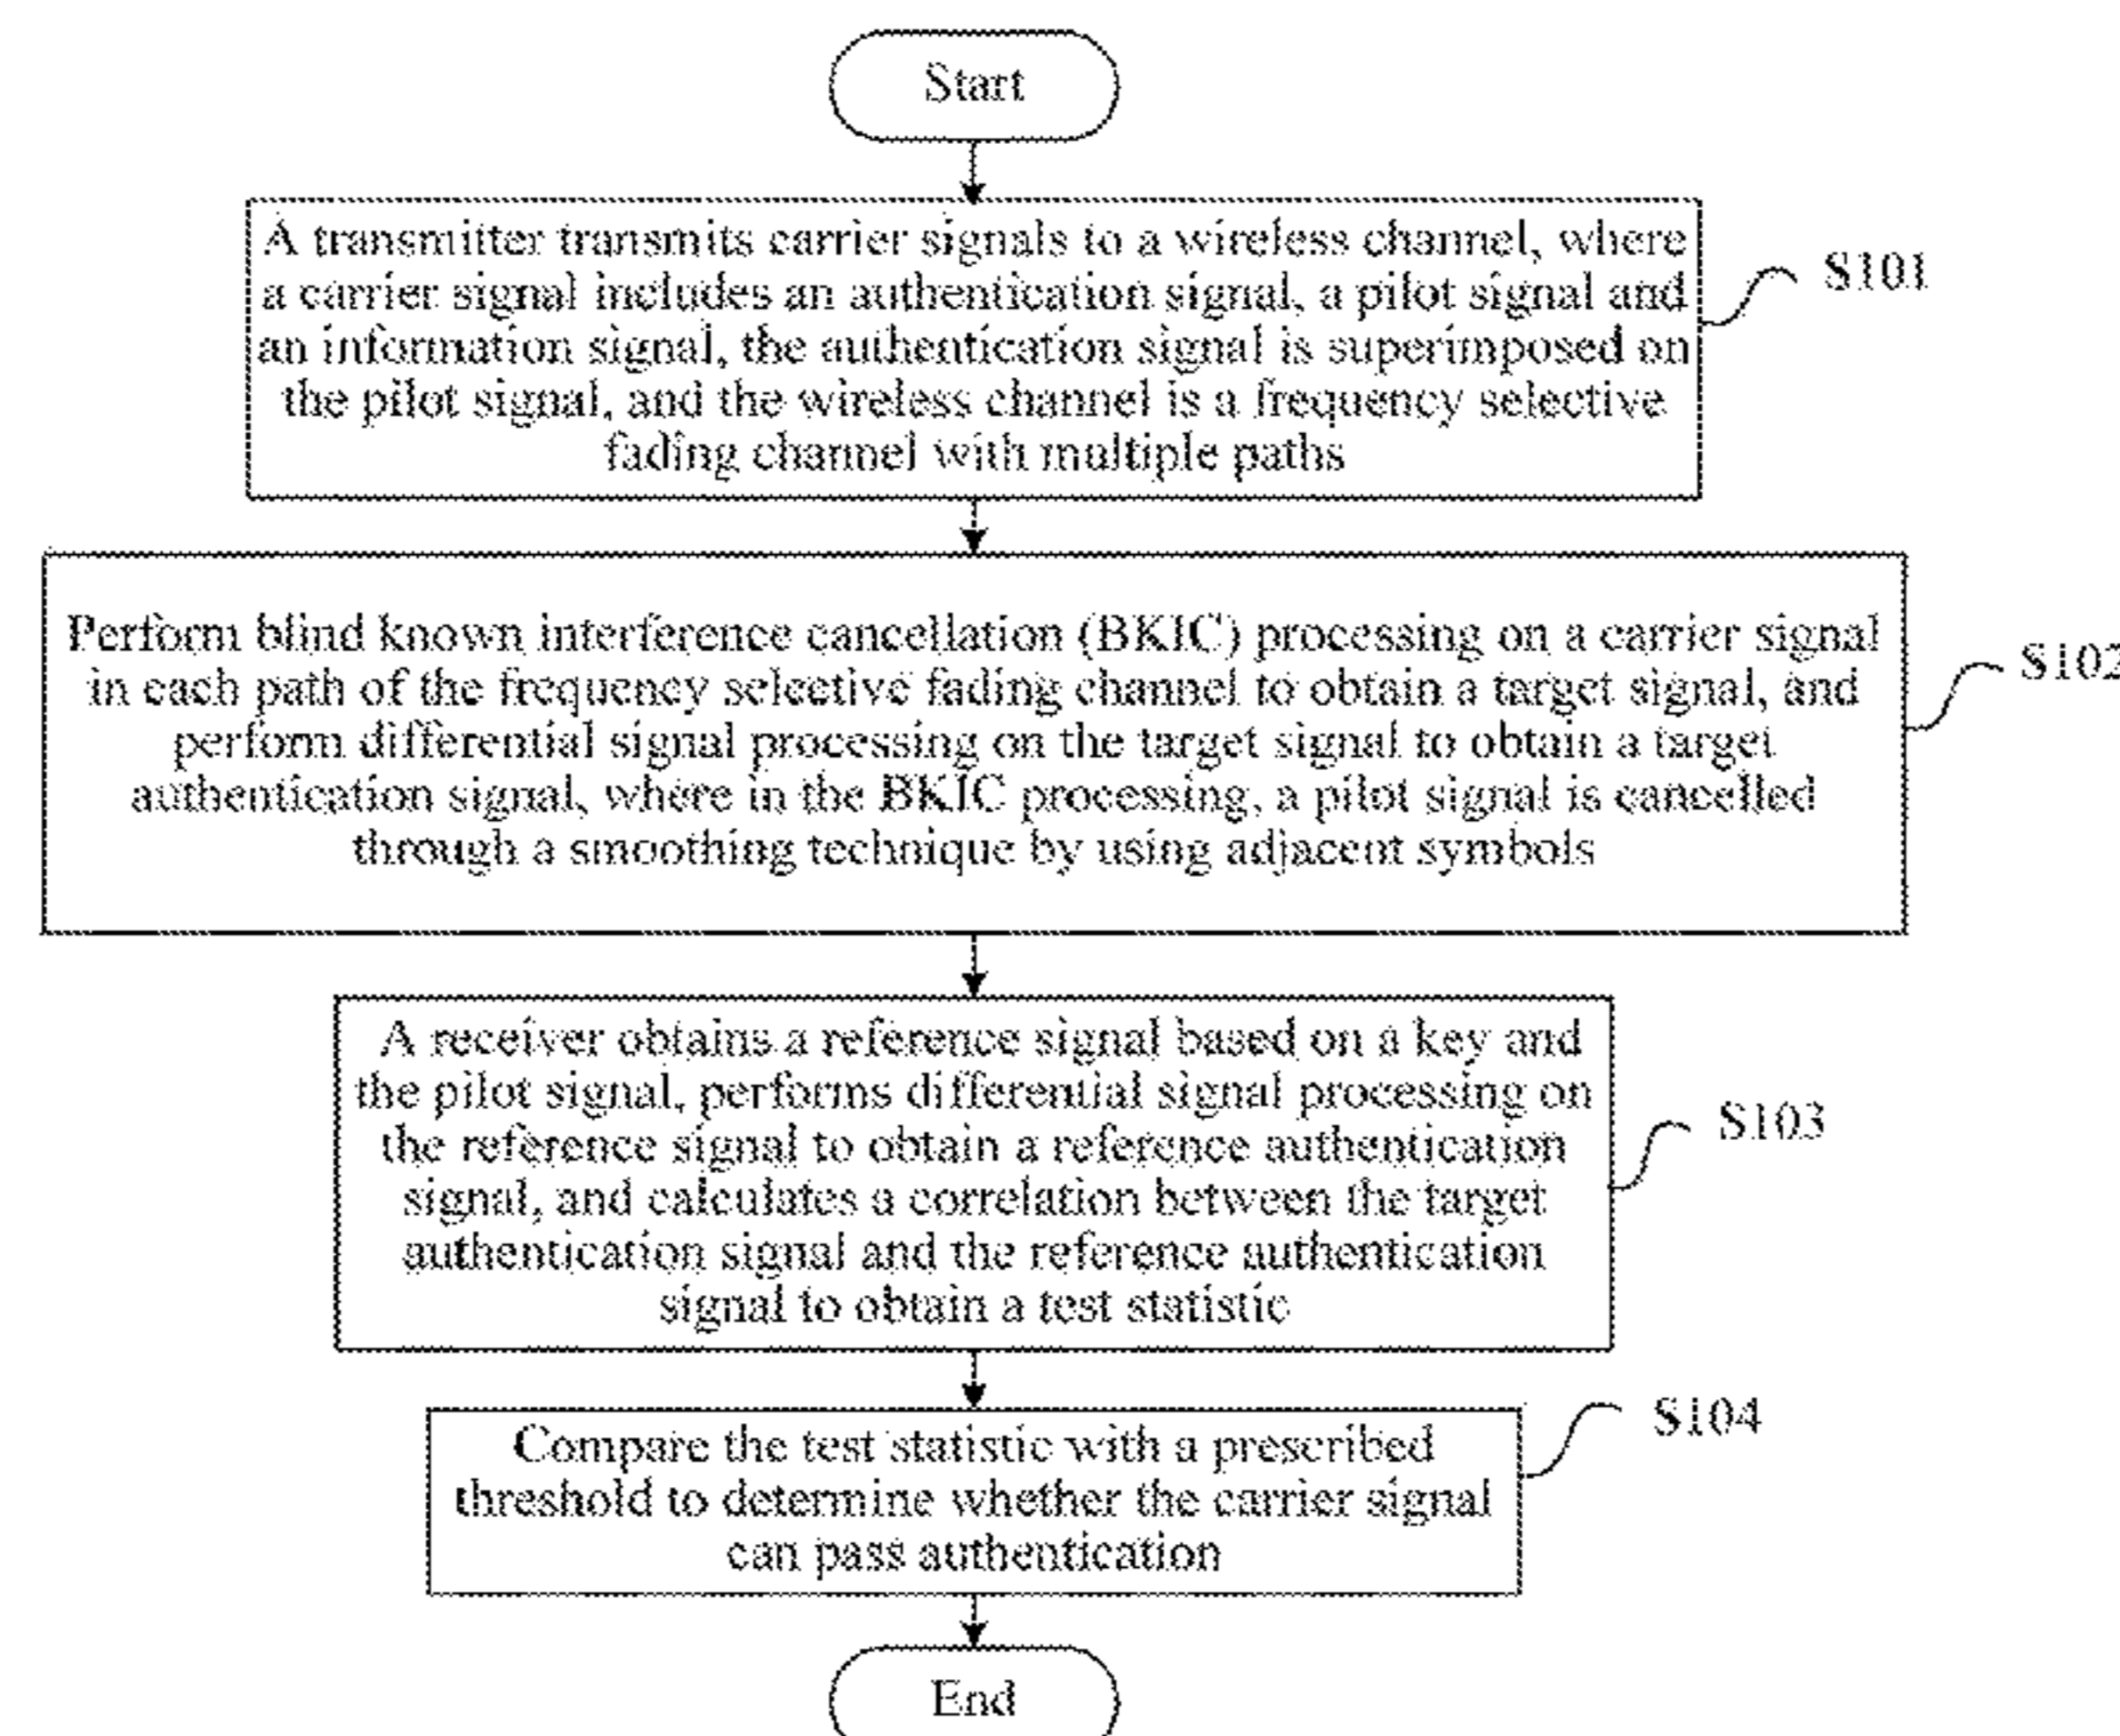 Start
A transmitter transmits carrier signals to a wireless channel, where
a carrier signal includes an authentication signal, a pilot signal and
an information signal, the authentication signal is superimposed on
the pilot signal, and the wireless channel is a frequency selective
fading channel with multiple paths
S101
Perform blind known interference cancellation (BKIC) processing on a carrier signal
in each path of the frequency selective fading channel to obtain a target signal, and
perform differential signal processing on the target signal to obtain a target
authentication signal, where in the BKIC processing, a pilot signal is cancelled
through a smoothing technique by using adjacent symbols
S102
A receiver obtains a reference signal based on a key and
the pilot signal, performs differential signal processing on
the reference signal to obtain a reference authentication
signal, and calculates a correlation between the target
authentication signal and the reference authentication
signal to obtain a test statistic
S103
Compare the test statistic with a prescribed
threshold to determine whether the carrier signal
can pass authentication
S104
End